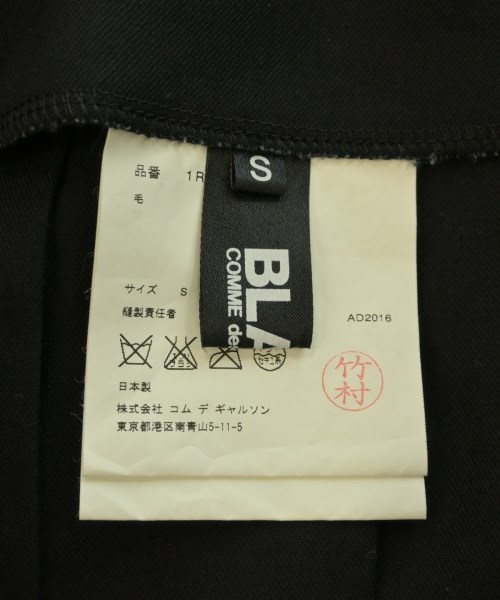 S
BLA
COMME des
品番 1R
毛
サイズ S
縫製責任者
AD2016
竹村
日本製
株式会社 コム デ ギャルソン
東京都港区南青山5-11-5